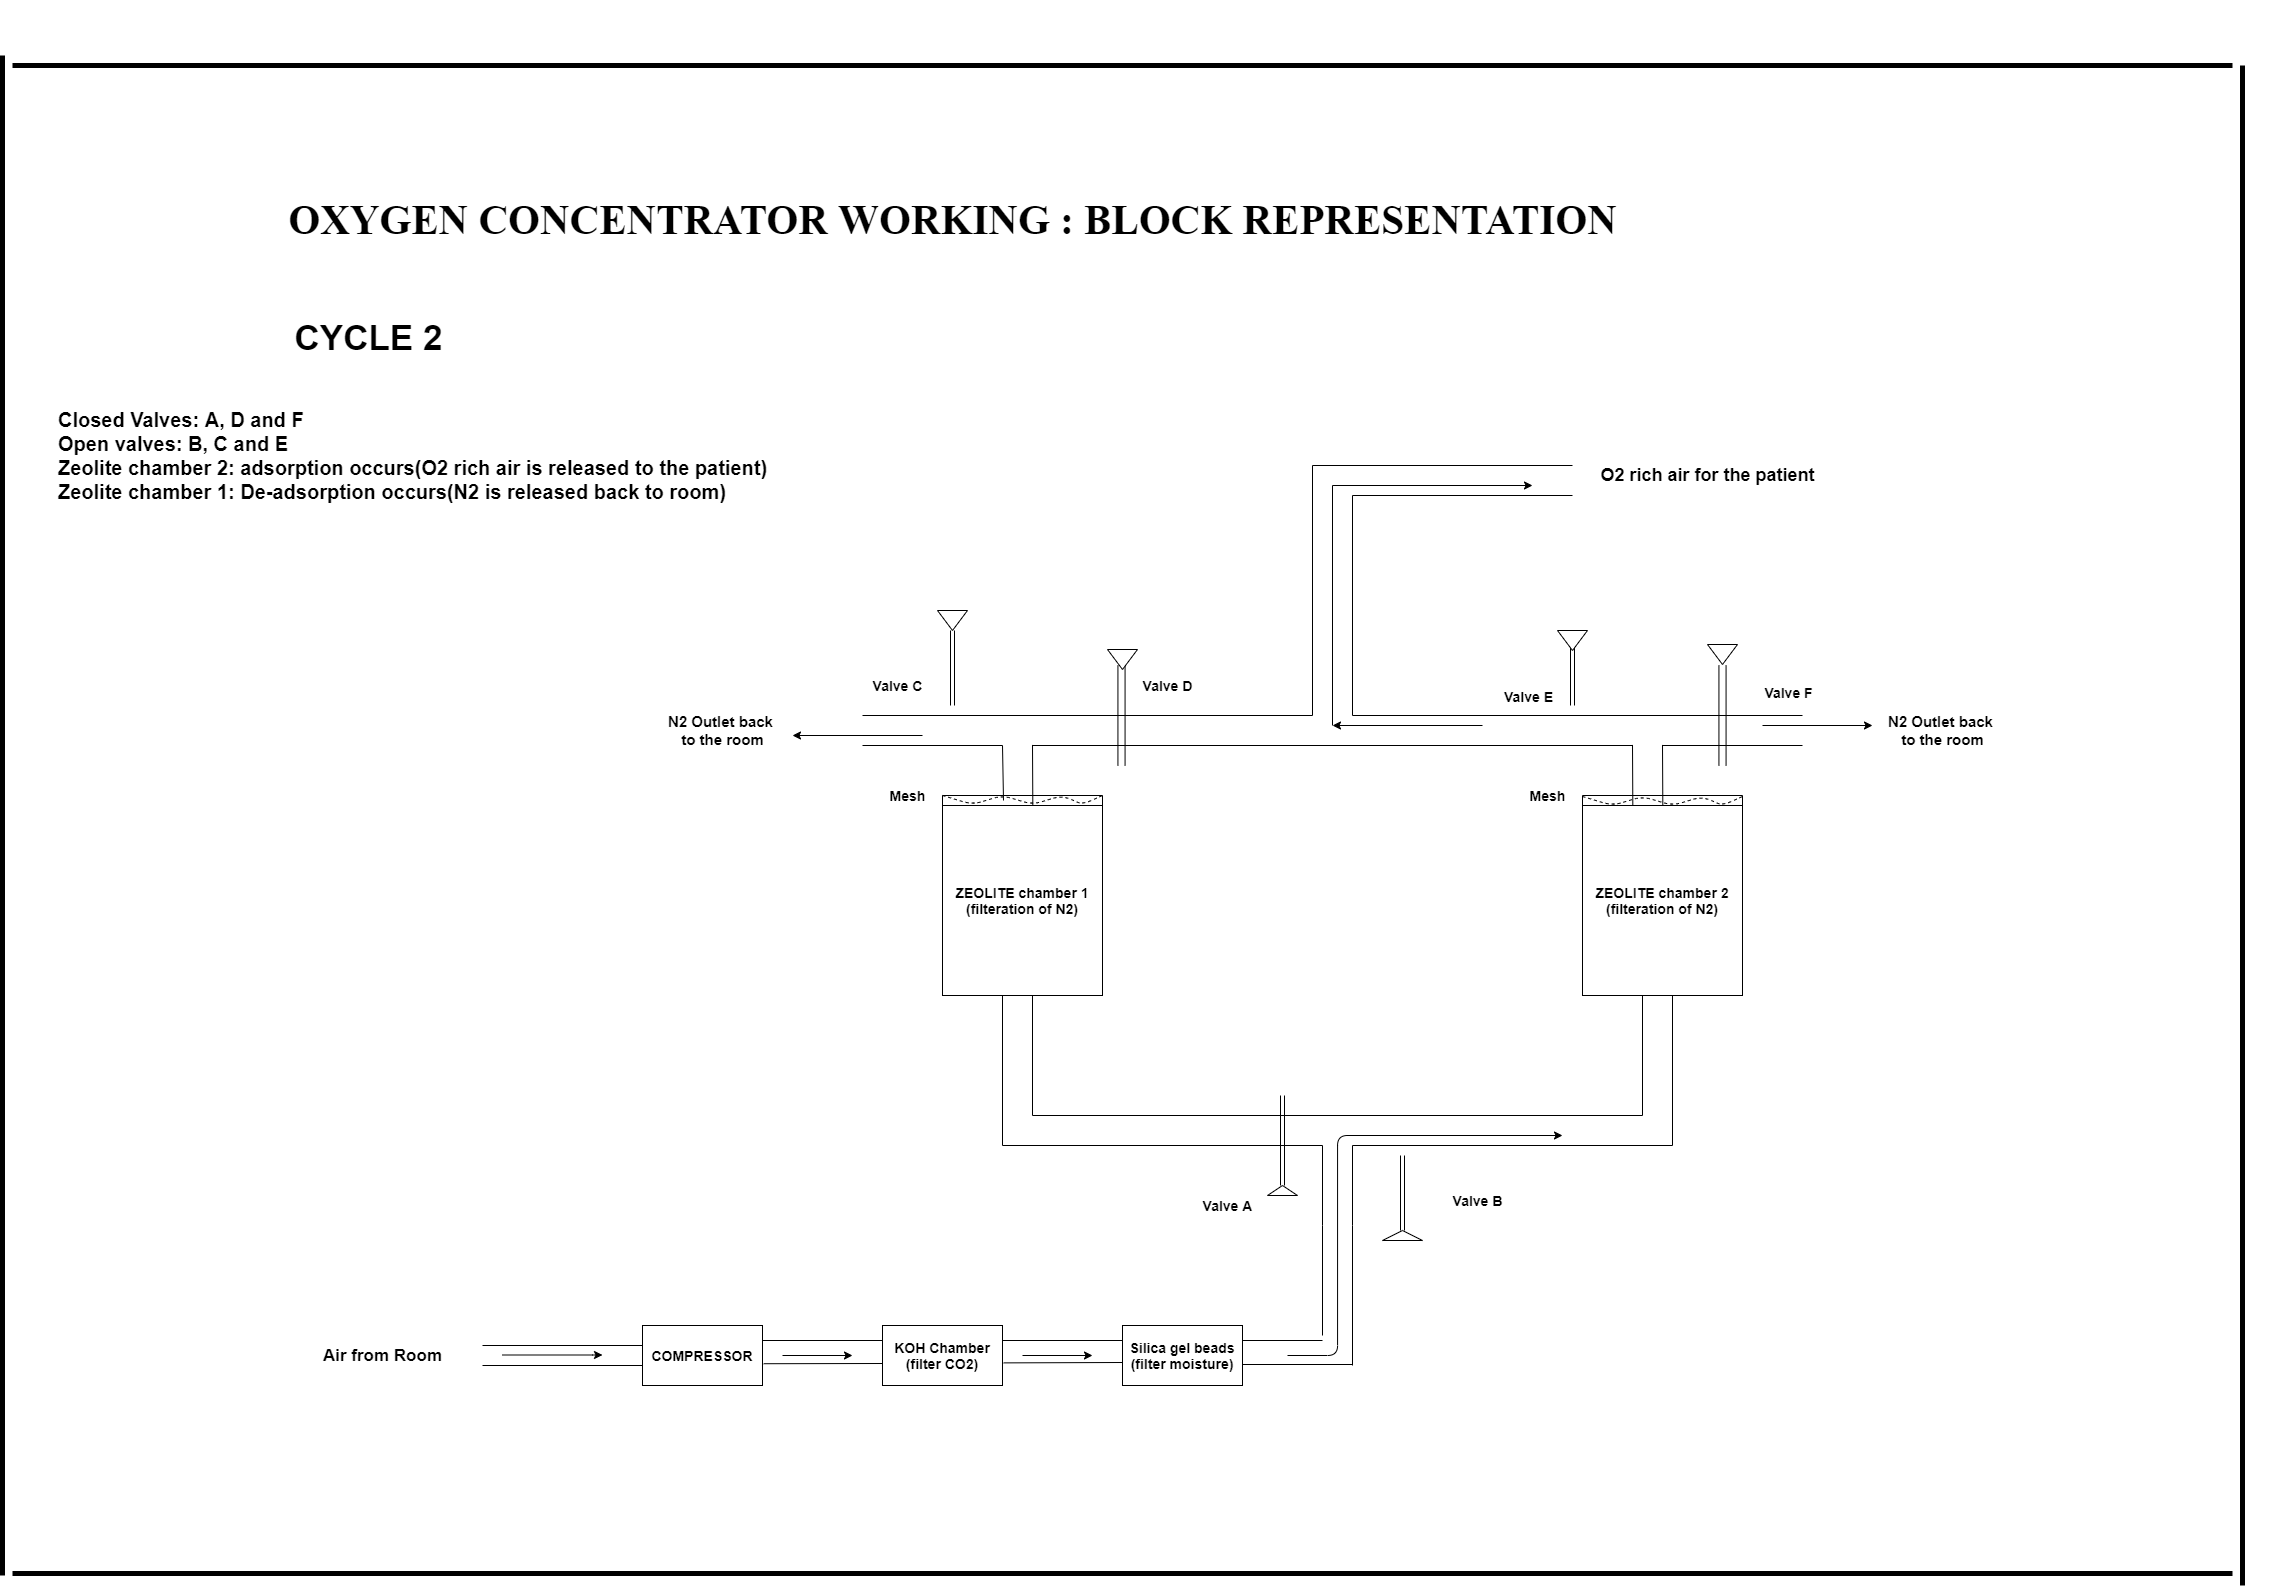 OXYGEN CONCENTRATOR WORKING : BLOCK REPRESENTATION
CYCLE 2
Closed Valves: A, D and F
Open valves: B, C and E
Zeolite chamber 2: adsorption occurs(O2 rich air is released to the patient)
Zeolite chamber 1: De-adsorption occurs(N2 is released back to room)
O2 rich air for the patient
Valve C
Valve D
Valve E
Valve F
N2 Outlet back
to the room
N2 Outlet back
to the room
Mesh
Mesh
ZEOLITE chamber 1
(filteration of N2)
ZEOLITE chamber 2
(filteration of N2)
Valve A
Valve B
Air from Room
COMPRESSOR
KOH Chamber
(filter CO2)
Silica gel beads
(filter moisture)